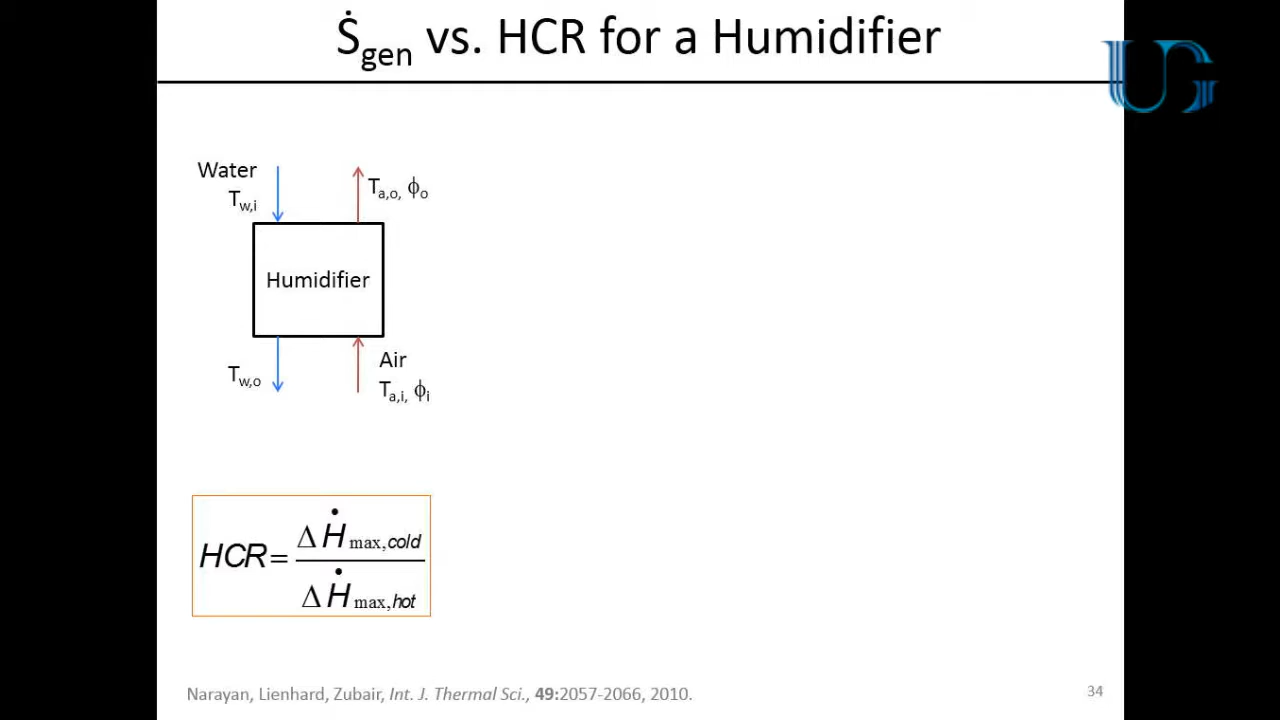 Ṡgen vs. HCR for a Humidifier
UG
Water
Tw,i
Ta,o, ϕo
Humidifier
Tw,o
Air
Ta,i, ϕi
HCR = ΔḢmax,cold / ΔḢmax,hot
Narayan, Lienhard, Zubair, Int. J. Thermal Sci., 49:2057-2066, 2010.
34